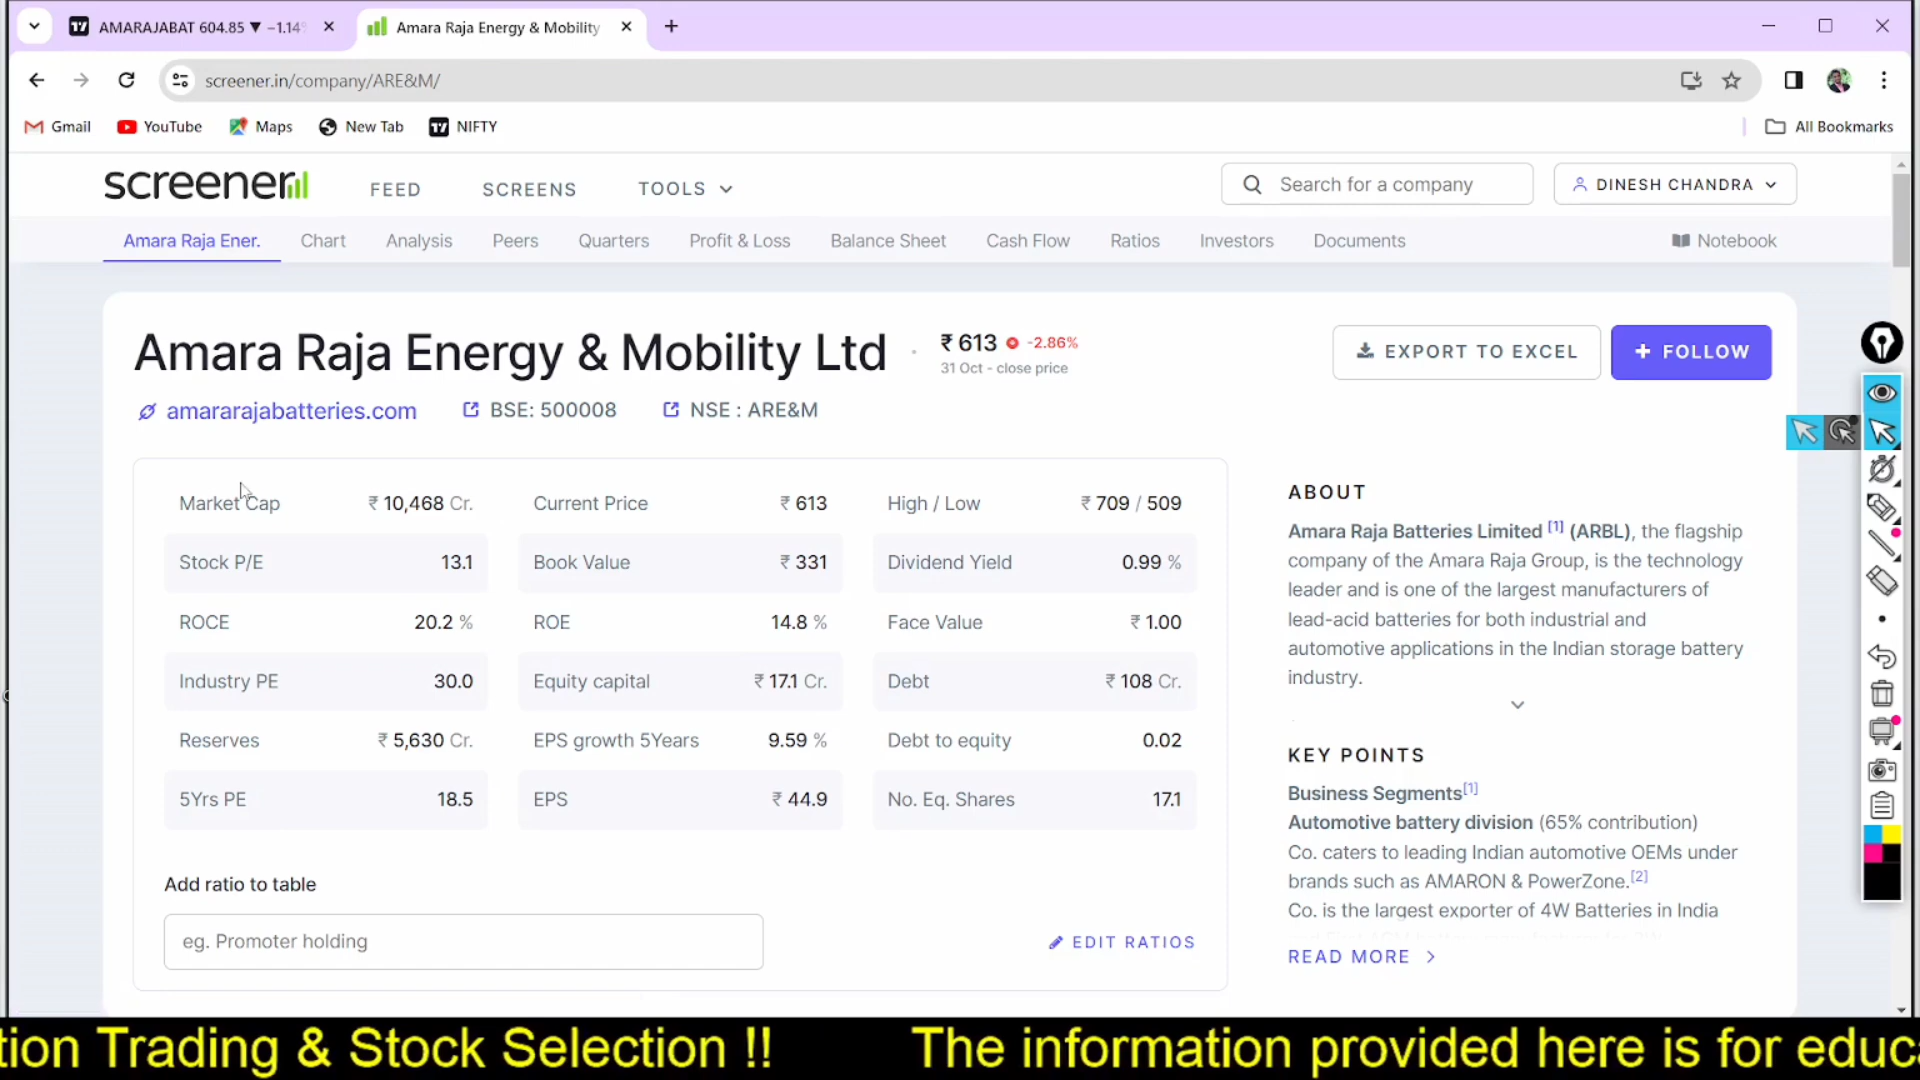 AMARAJABAT 604.85 ▼ −1.14%
Amara Raja Energy & Mobility
screener.in/company/ARE&M/
Gmail
YouTube
Maps
New Tab
NIFTY
All Bookmarks
screener
FEED
SCREENS
TOOLS
Search for a company
DINESH CHANDRA
Amara Raja Ener.
Chart
Analysis
Peers
Quarters
Profit & Loss
Balance Sheet
Cash Flow
Ratios
Investors
Documents
Notebook
Amara Raja Energy & Mobility Ltd
₹ 613 -2.86%
31 Oct - close price
EXPORT TO EXCEL
+ FOLLOW
amararajabatteries.com
BSE: 500008
NSE : ARE&M
Market Cap ₹ 10,468 Cr.
Current Price ₹ 613
High / Low ₹ 709 / 509
Stock P/E 13.1
Book Value ₹ 331
Dividend Yield 0.99 %
ROCE 20.2 %
ROE 14.8 %
Face Value ₹ 1.00
Industry PE 30.0
Equity capital ₹ 17.1 Cr.
Debt ₹ 108 Cr.
Reserves ₹ 5,630 Cr.
EPS growth 5Years 9.59 %
Debt to equity 0.02
5Yrs PE 18.5
EPS ₹ 44.9
No. Eq. Shares 17.1
Add ratio to table
eg. Promoter holding
EDIT RATIOS
ABOUT
Amara Raja Batteries Limited [1] (ARBL), the flagship
company of the Amara Raja Group, is the technology
leader and is one of the largest manufacturers of
lead-acid batteries for both industrial and
automotive applications in the Indian storage battery
industry.
KEY POINTS
Business Segments[1]
Automotive battery division (65% contribution)
Co. caters to leading Indian automotive OEMs under
brands such as AMARON & PowerZone.[2]
Co. is the largest exporter of 4W Batteries in India
READ MORE
tion Trading & Stock Selection !! The information provided here is for educa